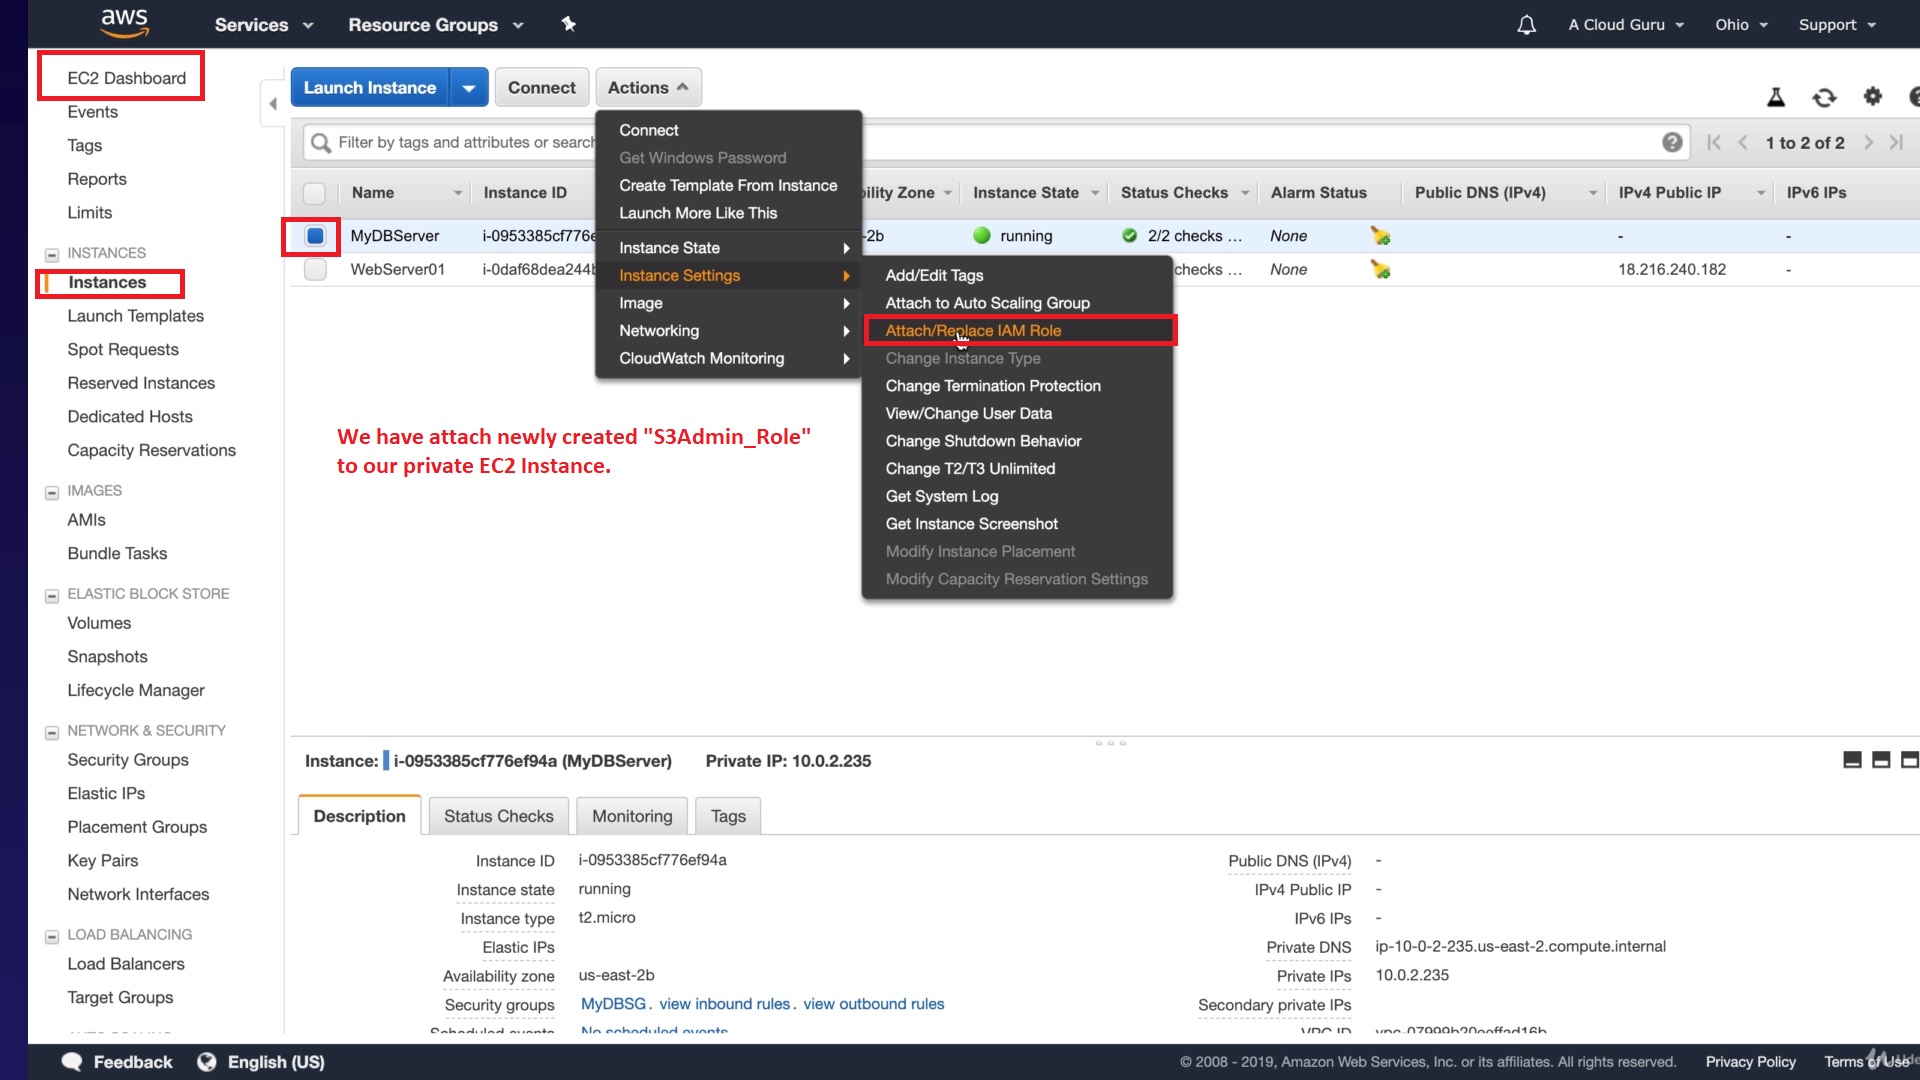 aws
Services
Resource Groups
A Cloud Guru
Ohio
Support
EC2 Dashboard
Events
Tags
Reports
Limits
INSTANCES
Instances
Launch Templates
Spot Requests
Reserved Instances
Dedicated Hosts
Capacity Reservations
IMAGES
AMIs
Bundle Tasks
ELASTIC BLOCK STORE
Volumes
Snapshots
Lifecycle Manager
NETWORK & SECURITY
Security Groups
Elastic IPs
Placement Groups
Key Pairs
Network Interfaces
LOAD BALANCING
Load Balancers
Target Groups
Launch Instance
Connect
Actions
Filter by tags and attributes or search
1 to 2 of 2
Name
Instance ID
bility Zone
Instance State
Status Checks
Alarm Status
Public DNS (IPv4)
IPv4 Public IP
IPv6 IPs
MyDBServer
i-0953385cf776e
-2b
running
2/2 checks ...
None
-
-
WebServer01
i-0daf68dea244b
checks ...
None
18.216.240.182
-
Connect
Get Windows Password
Create Template From Instance
Launch More Like This
Instance State
Instance Settings
Image
Networking
CloudWatch Monitoring
Add/Edit Tags
Attach to Auto Scaling Group
Attach/Replace IAM Role
Change Instance Type
Change Termination Protection
View/Change User Data
Change Shutdown Behavior
Change T2/T3 Unlimited
Get System Log
Get Instance Screenshot
Modify Instance Placement
Modify Capacity Reservation Settings
We have attach newly created "S3Admin_Role"
to our private EC2 Instance.
Instance: i-0953385cf776ef94a (MyDBServer) Private IP: 10.0.2.235
Description
Status Checks
Monitoring
Tags
Instance ID i-0953385cf776ef94a
Instance state running
Instance type t2.micro
Elastic IPs
Availability zone us-east-2b
Security groups MyDBSG . view inbound rules . view outbound rules
Scheduled events No scheduled events
Public DNS (IPv4) -
IPv4 Public IP -
IPv6 IPs -
Private DNS ip-10-0-2-235.us-east-2.compute.internal
Private IPs 10.0.2.235
Secondary private IPs
VPC ID vpc-07999b20eeffad16b
Feedback
English (US)
© 2008 - 2019, Amazon Web Services, Inc. or its affiliates. All rights reserved.
Privacy Policy
Terms of Use